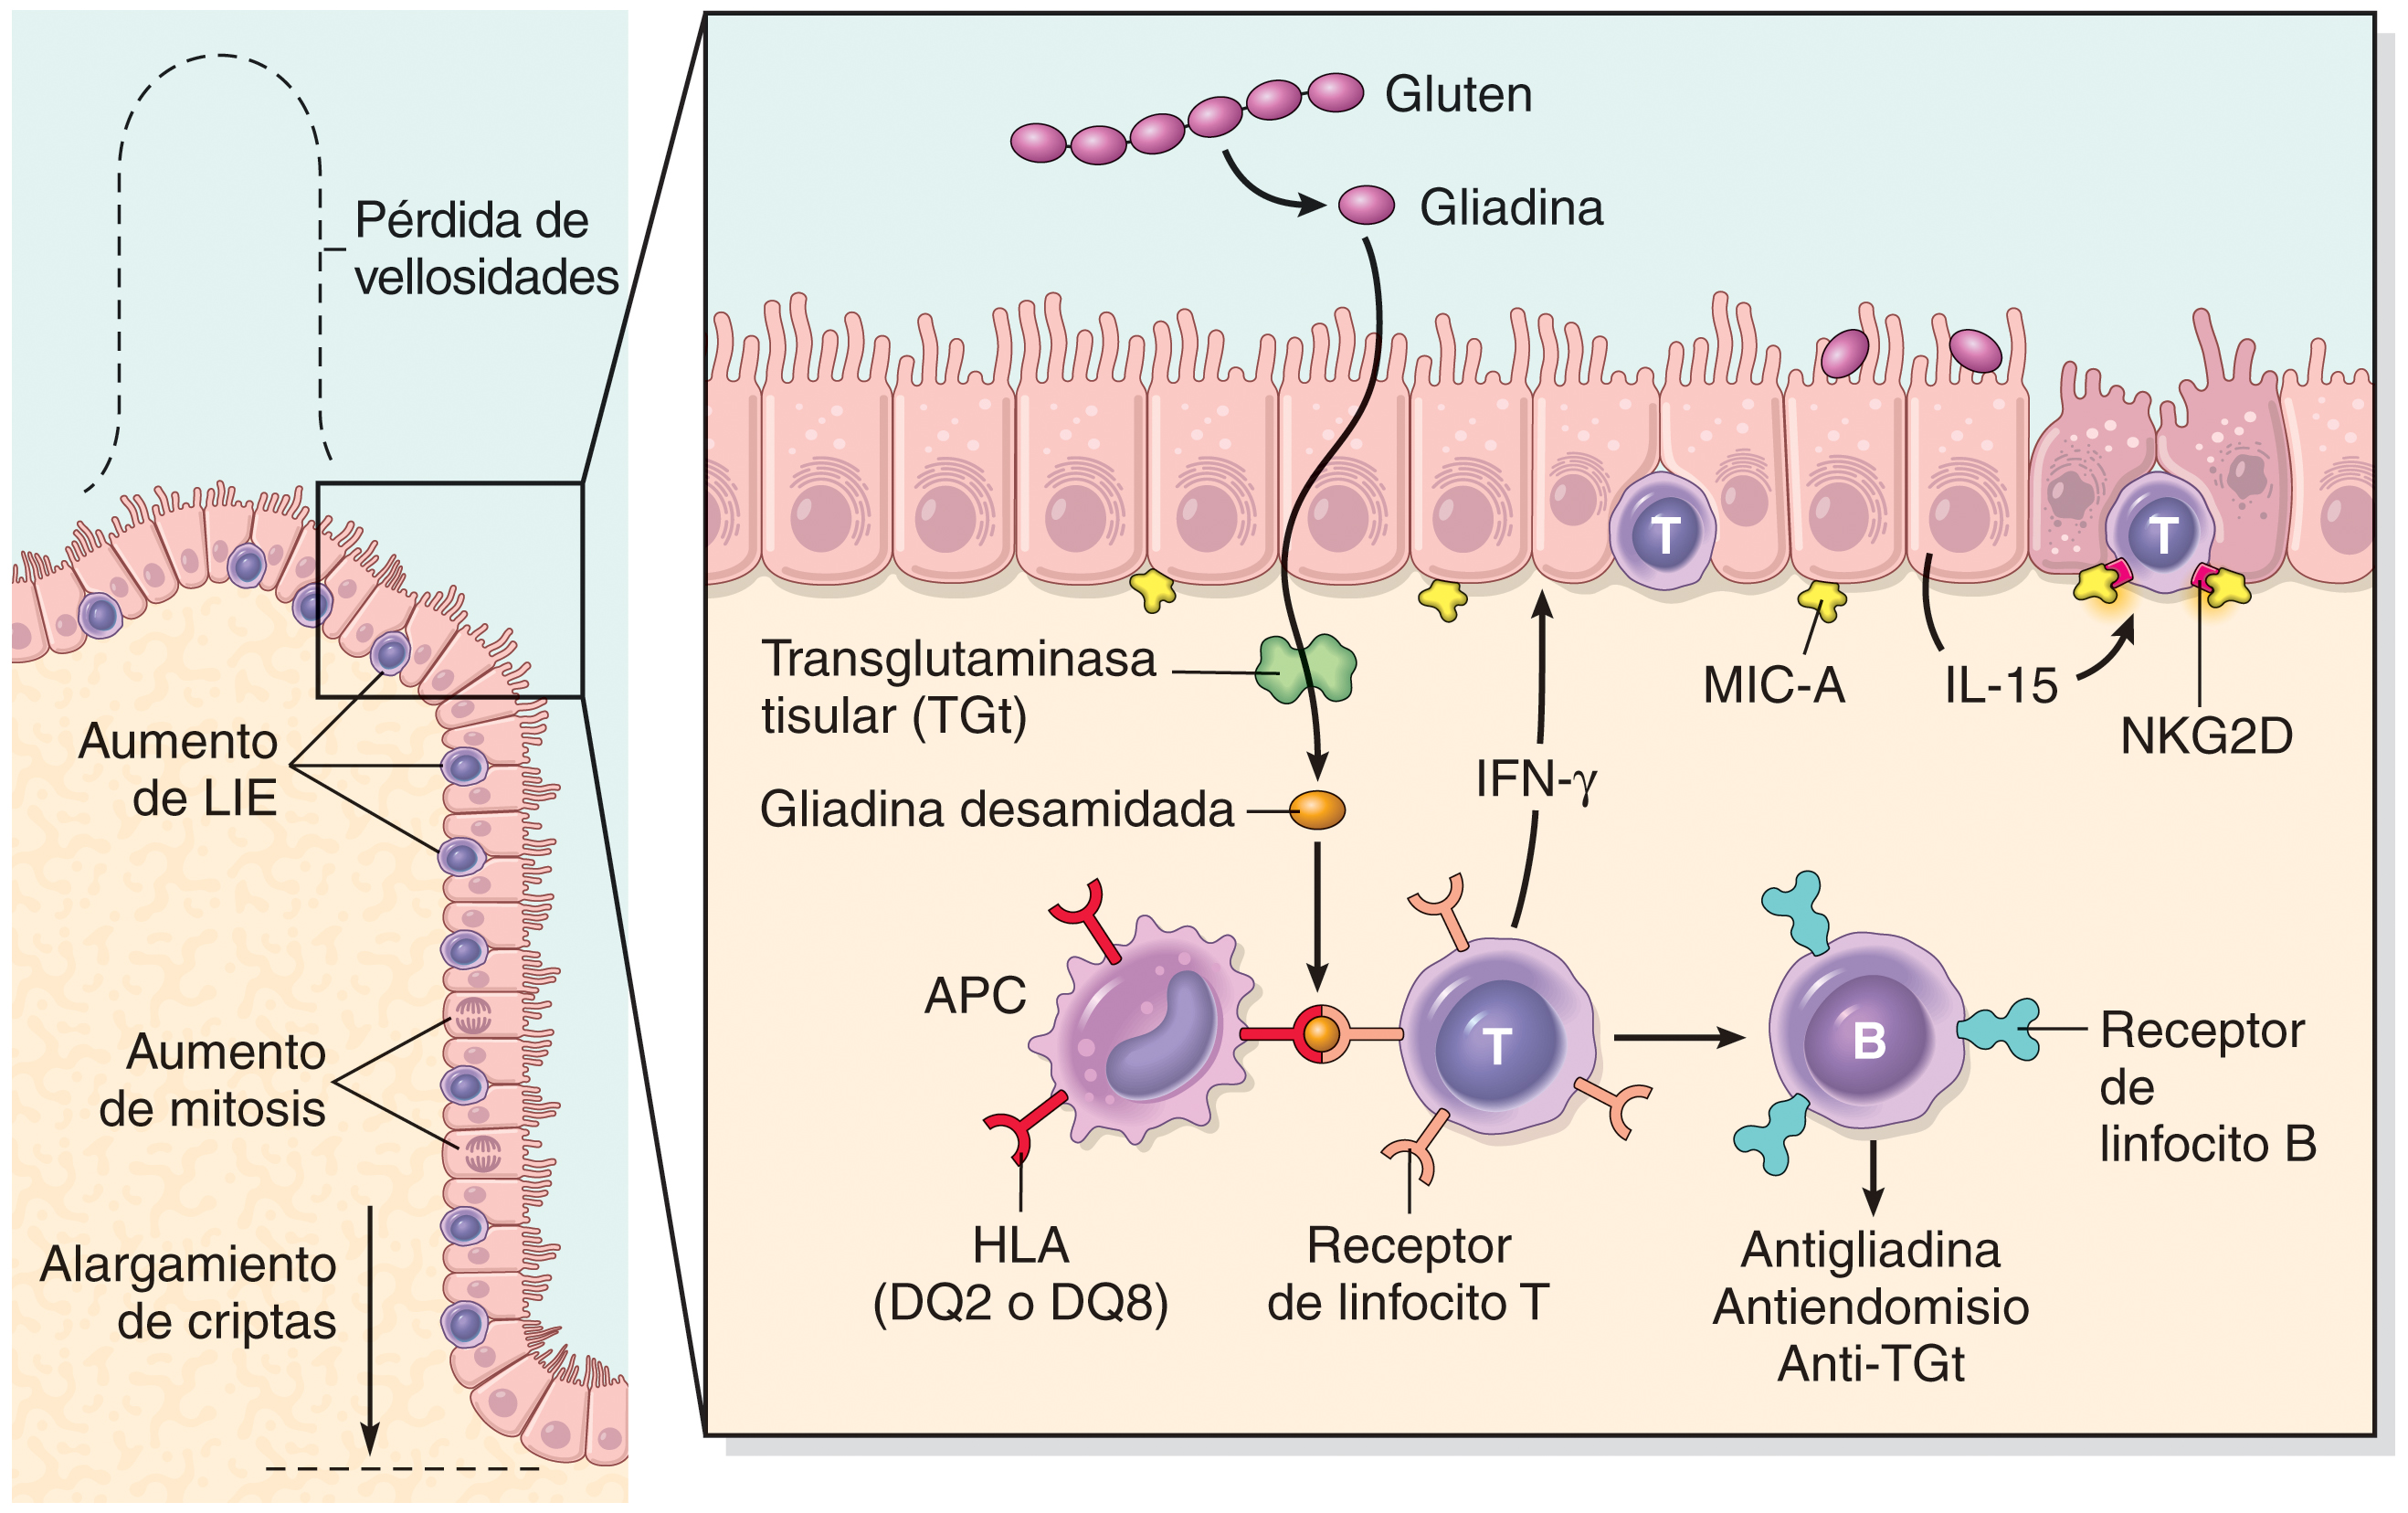 Pérdida de
vellosidades
Aumento
de LIE
Aumento
de mitosis
Alargamiento
de criptas
Gluten
Gliadina
T
T
Transglutaminasa
tisular (TGt)
MIC-A
IL-15
NKG2D
IFN-γ
Gliadina desamidada
APC
T
B
Receptor
de
linfocito B
HLA
(DQ2 o DQ8)
Receptor
de linfocito T
Antigliadina
Antiendomisio
Anti-TGt